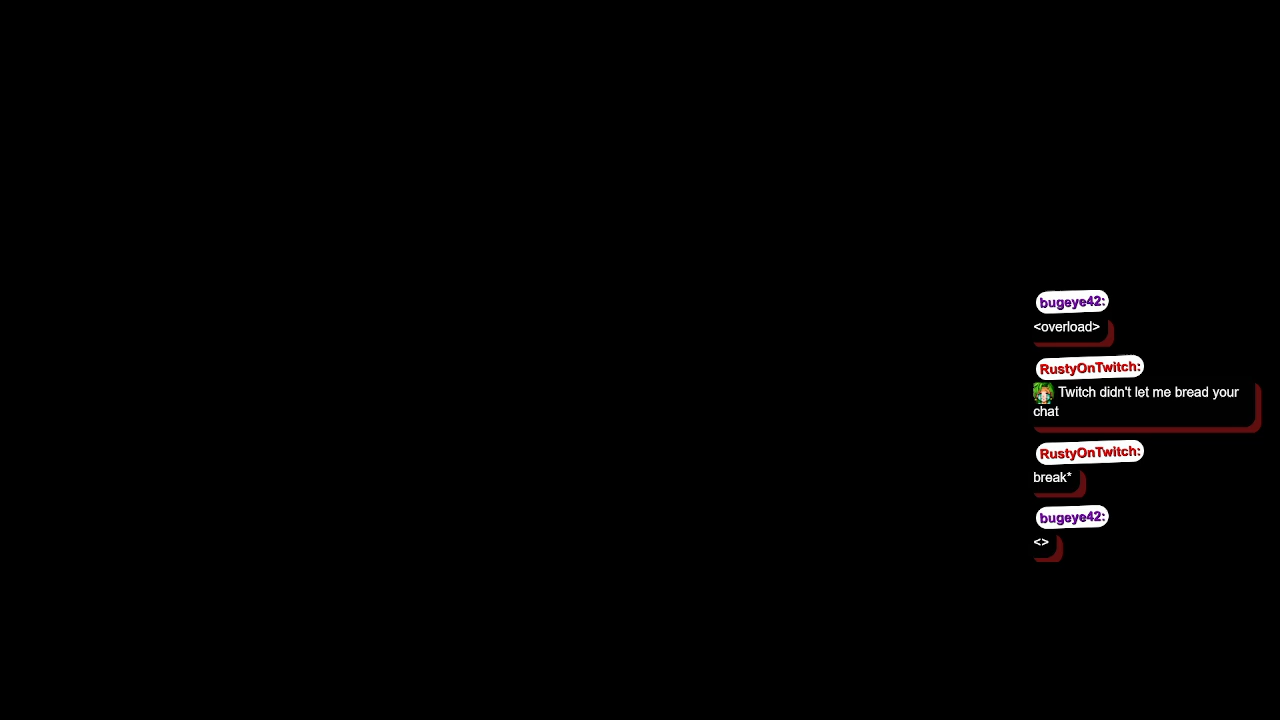 bugeye42:
<overload>
RustyOnTwitch:
Twitch didn't let me bread your
chat
RustyOnTwitch:
break*
bugeye42:
<>